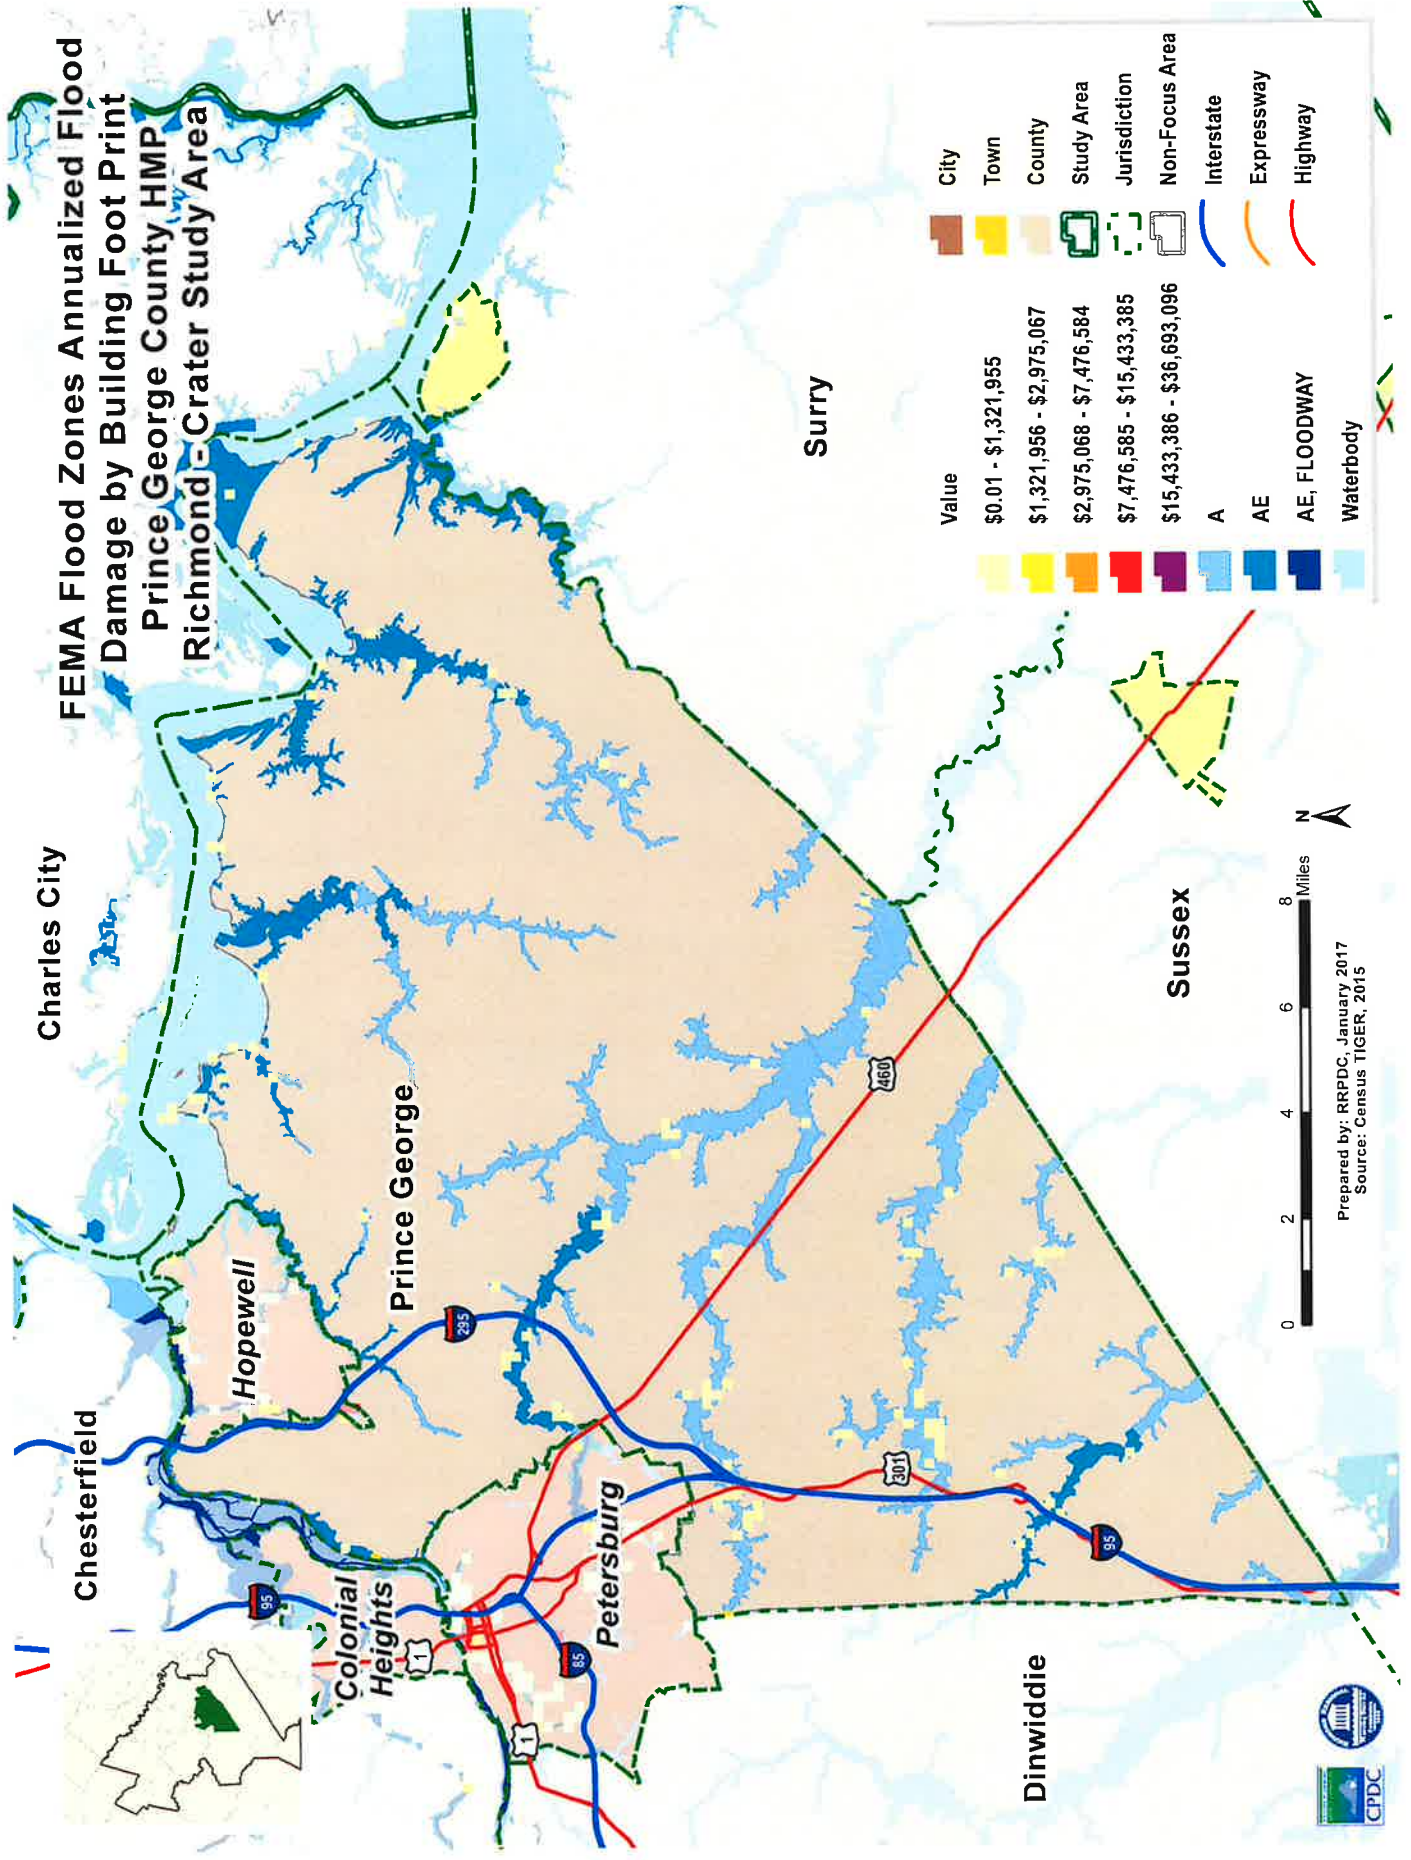 FEMA Flood Zones Annualized Flood
Damage by Building Foot Print
Prince George County HMP
Richmond - Crater Study Area
Charles City
Chesterfield
Hopewell
Prince George
295
95
Colonial
Heights
1
Petersburg
85
1
460
301
95
Surry
Sussex
Dinwiddie
Value
$0.01 - $1,321,955
$1,321,956 - $2,975,067
$2,975,068 - $7,476,584
$7,476,585 - $15,433,385
$15,433,386 - $36,693,096
A
AE
AE, FLOODWAY
Waterbody
City
Town
County
Study Area
Jurisdiction
Non-Focus Area
Interstate
Expressway
Highway
N
0 2 4 6 8
Miles
Prepared by: RRPDC, January 2017
Source: Census TIGER, 2015
CPDC